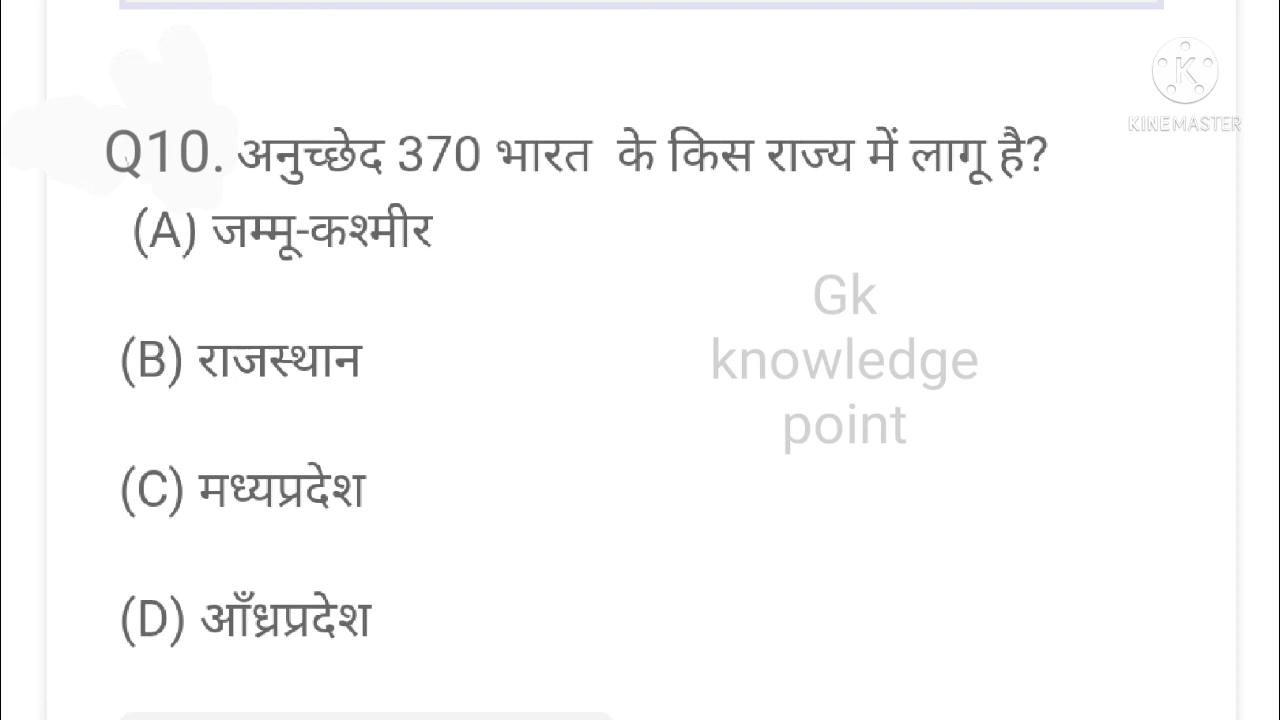 KINEMASTER
Q10. अनुच्छेद 370 भारत के किस राज्य में लागू है?
(A) जम्मू-कश्मीर
(B) राजस्थान
(C) मध्यप्रदेश
(D) आँध्रप्रदेश
Gk
knowledge
point